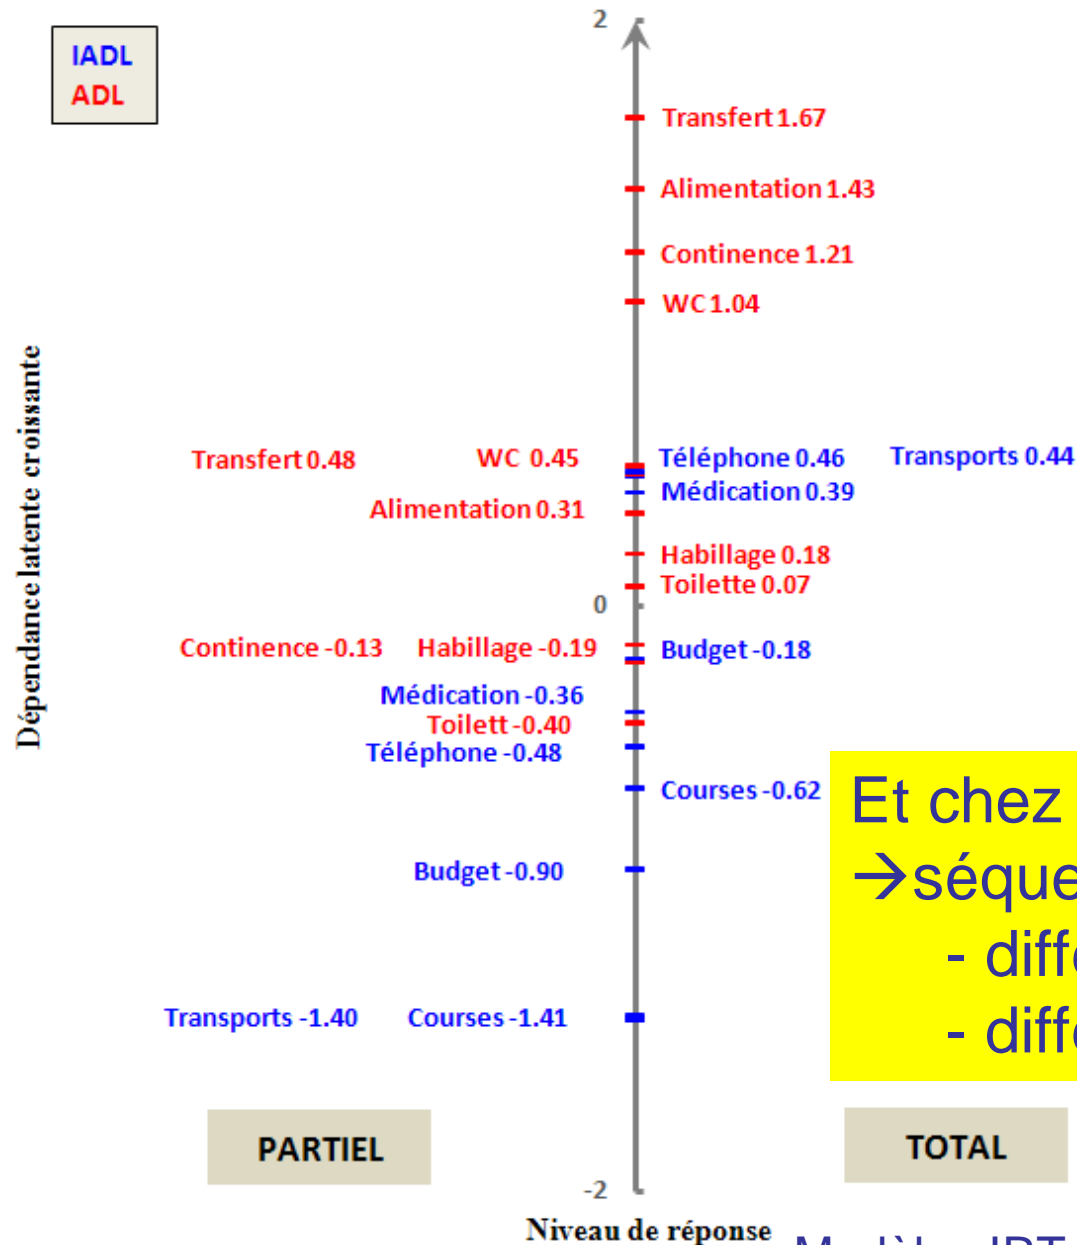 IADL
ADL
2
Transfert 1.67
Alimentation 1.43
Continence 1.21
WC 1.04
Dépendance latente croissante
Transfert 0.48 WC 0.45 Téléphone 0.46 Transports 0.44
Médication 0.39
Alimentation 0.31
Habillage 0.18
Toilette 0.07
0
Continence -0.13 Habillage -0.19 Budget -0.18
Médication -0.36
Toilett -0.40
Téléphone -0.48
Courses -0.62
Et chez
→séque
- diffé
- diffé
Budget -0.90
Transports -1.40 Courses -1.41
PARTIEL TOTAL
-2
Niveau de réponse